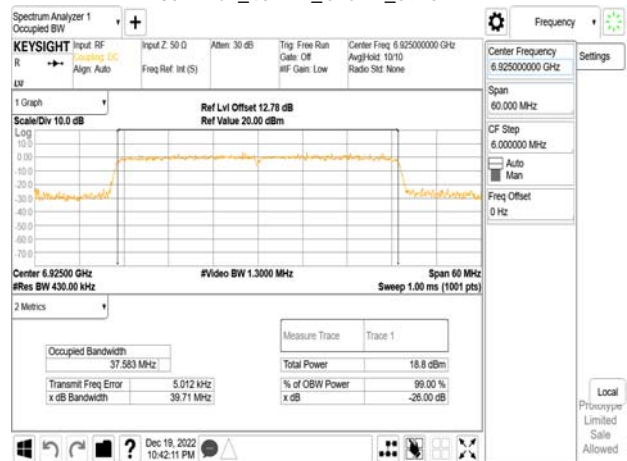 Spectrum Analyzer 1
Occupied BW
Frequency
KEYSIGHT
R
Input: RF
Coupling: DC
Align: Auto
Input Z: 50 Ω
Freq Ref: Int (S)
Atten: 30 dB
Trig: Free Run
Gate: Off
#IF Gain: Low
Center Freq: 6.925000000 GHz
Avg|Hold: 10/10
Radio Std: None
Center Frequency
6.925000000 GHz
Settings
Span
60.000 MHz
CF Step
6.000000 MHz
Auto
Man
Freq Offset
0 Hz
1 Graph
Scale/Div 10.0 dB
Ref Lvl Offset 12.78 dB
Ref Value 20.00 dBm
Log
10.0
0.00
-10.0
-20.0
-30.0
-40.0
-50.0
-60.0
-70.0
Center 6.92500 GHz
#Res BW 430.00 kHz
#Video BW 1.3000 MHz
Span 60 MHz
Sweep 1.00 ms (1001 pts)
2 Metrics
Measure Trace Trace 1
Occupied Bandwidth
37.583 MHz
Total Power 18.8 dBm
Transmit Freq Error 5.012 kHz
% of OBW Power 99.00 %
x dB Bandwidth 39.71 MHz
x dB -26.00 dB
Local
Prototype
Limited
Sale
Allowed
Dec 19, 2022
10:42:11 PM